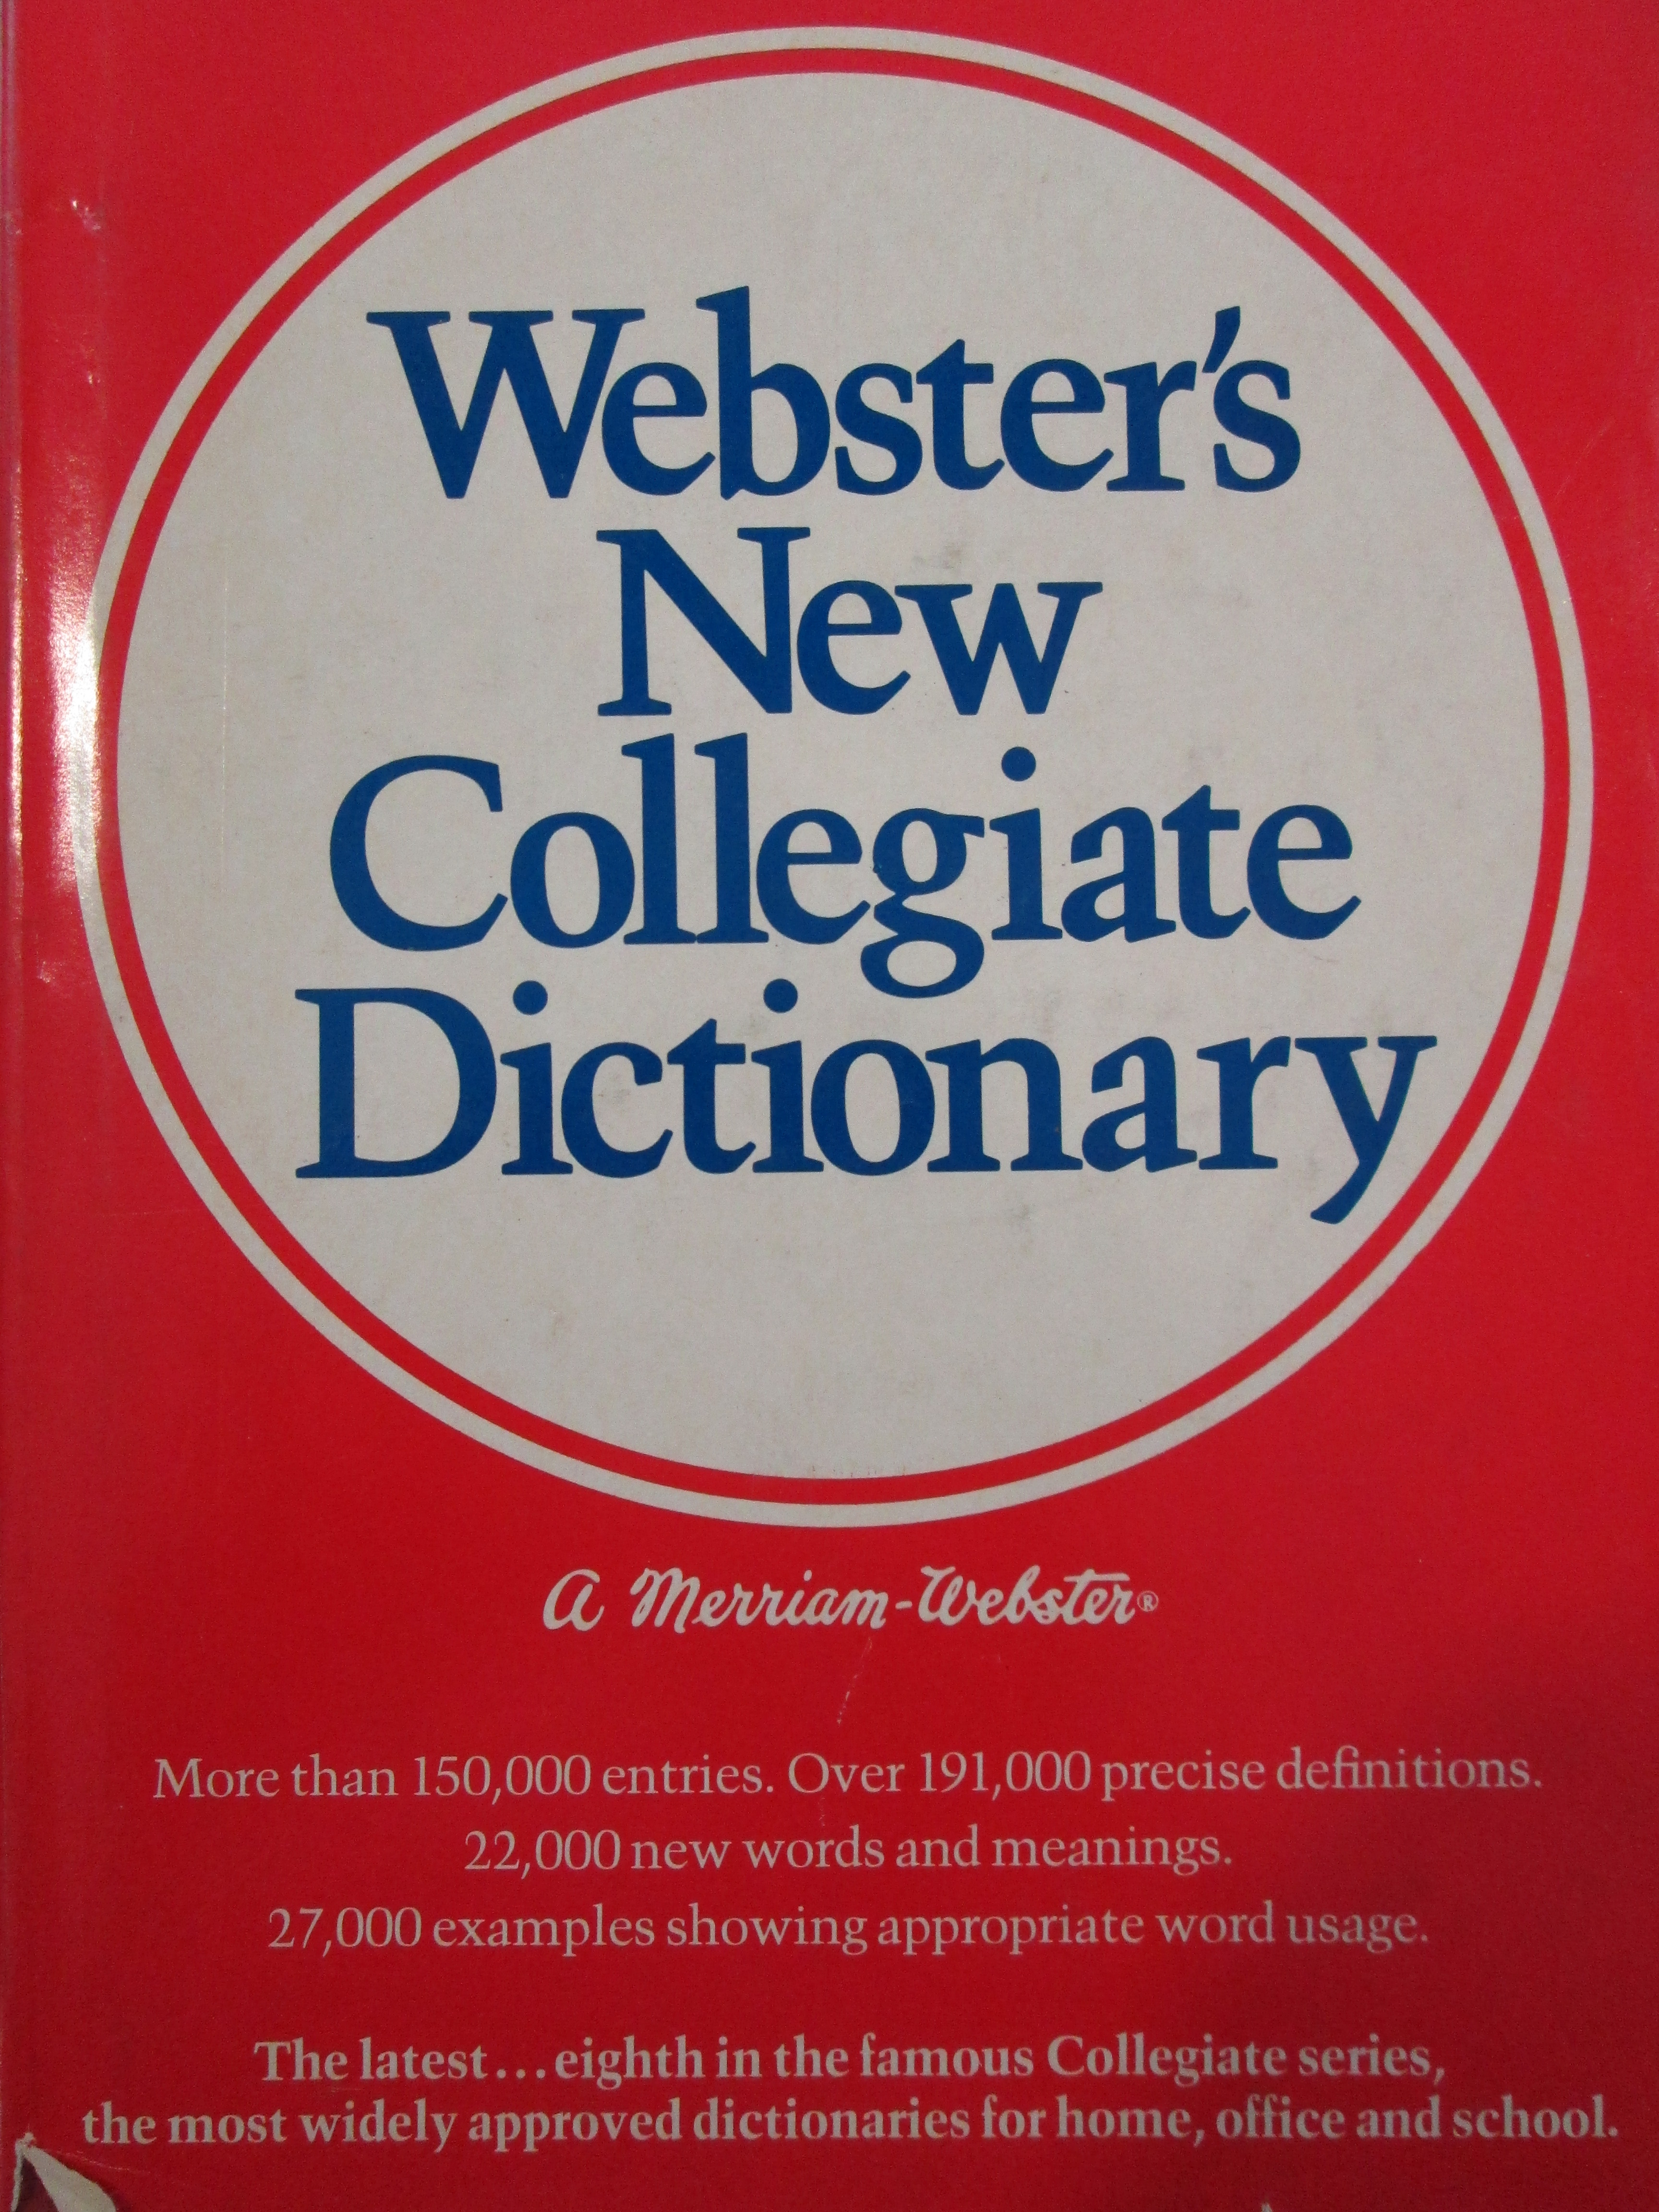 Webster's
New
Collegiate
Dictionary
A Merriam-Webster®
More than 150,000 entries. Over 191,000 precise definitions.
22,000 new words and meanings.
27,000 examples showing appropriate word usage.
The latest...eighth in the famous Collegiate series,
the most widely approved dictionaries for home, office and school.